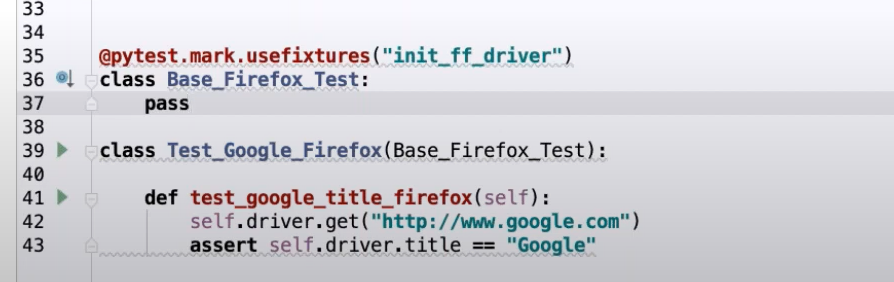 33
34
35 @pytest.mark.usefixtures("init_ff_driver")
36 class Base_Firefox_Test:
37     pass
38
39 class Test_Google_Firefox(Base_Firefox_Test):
40
41     def test_google_title_firefox(self):
42         self.driver.get("http://www.google.com")
43         assert self.driver.title == "Google"